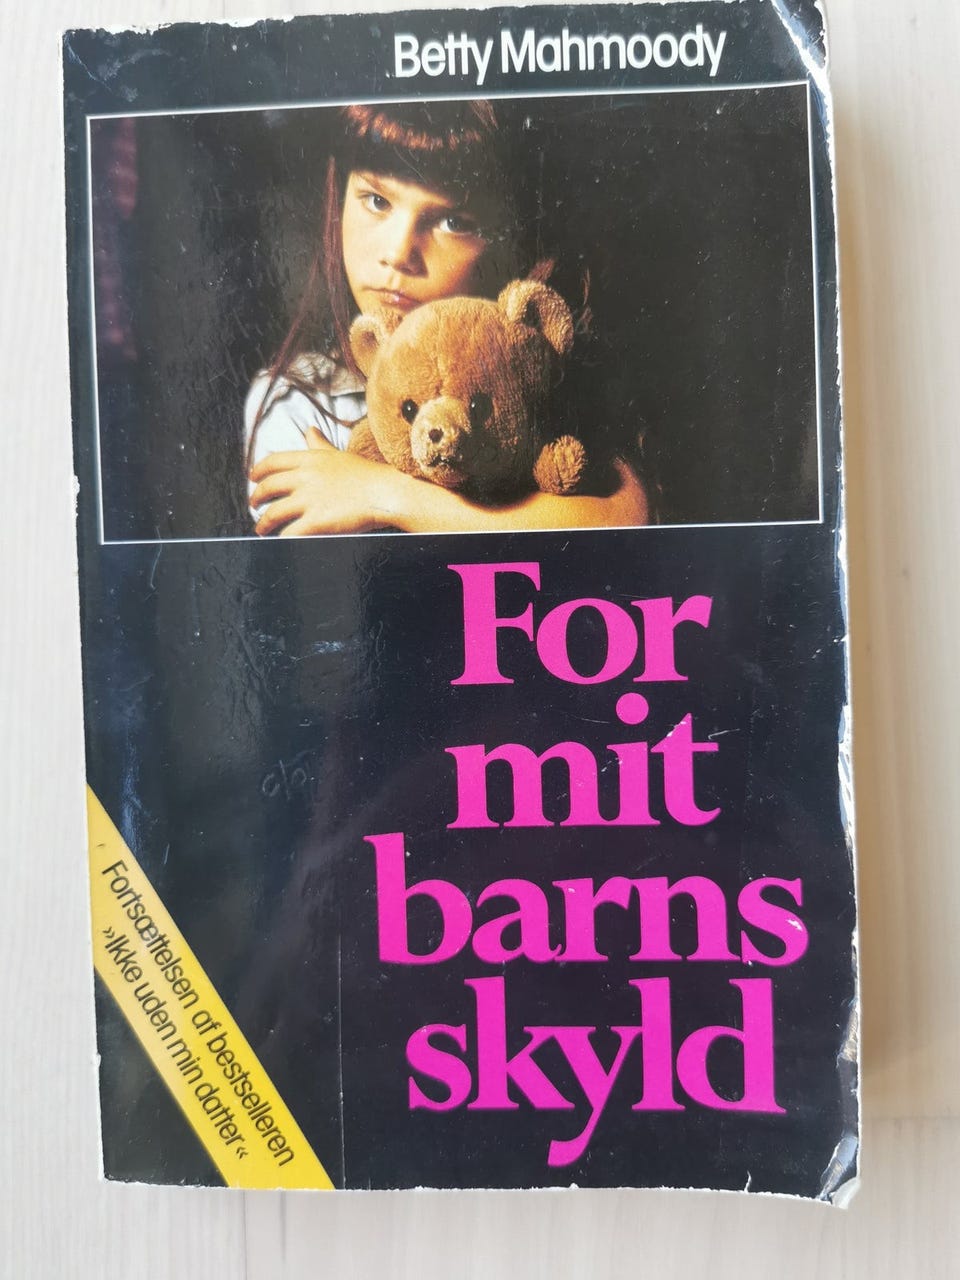 Betty Mahmoody
For
mit
barns
skyld
Fortsættelsen af bestselleren
»Ikke uden min datter«